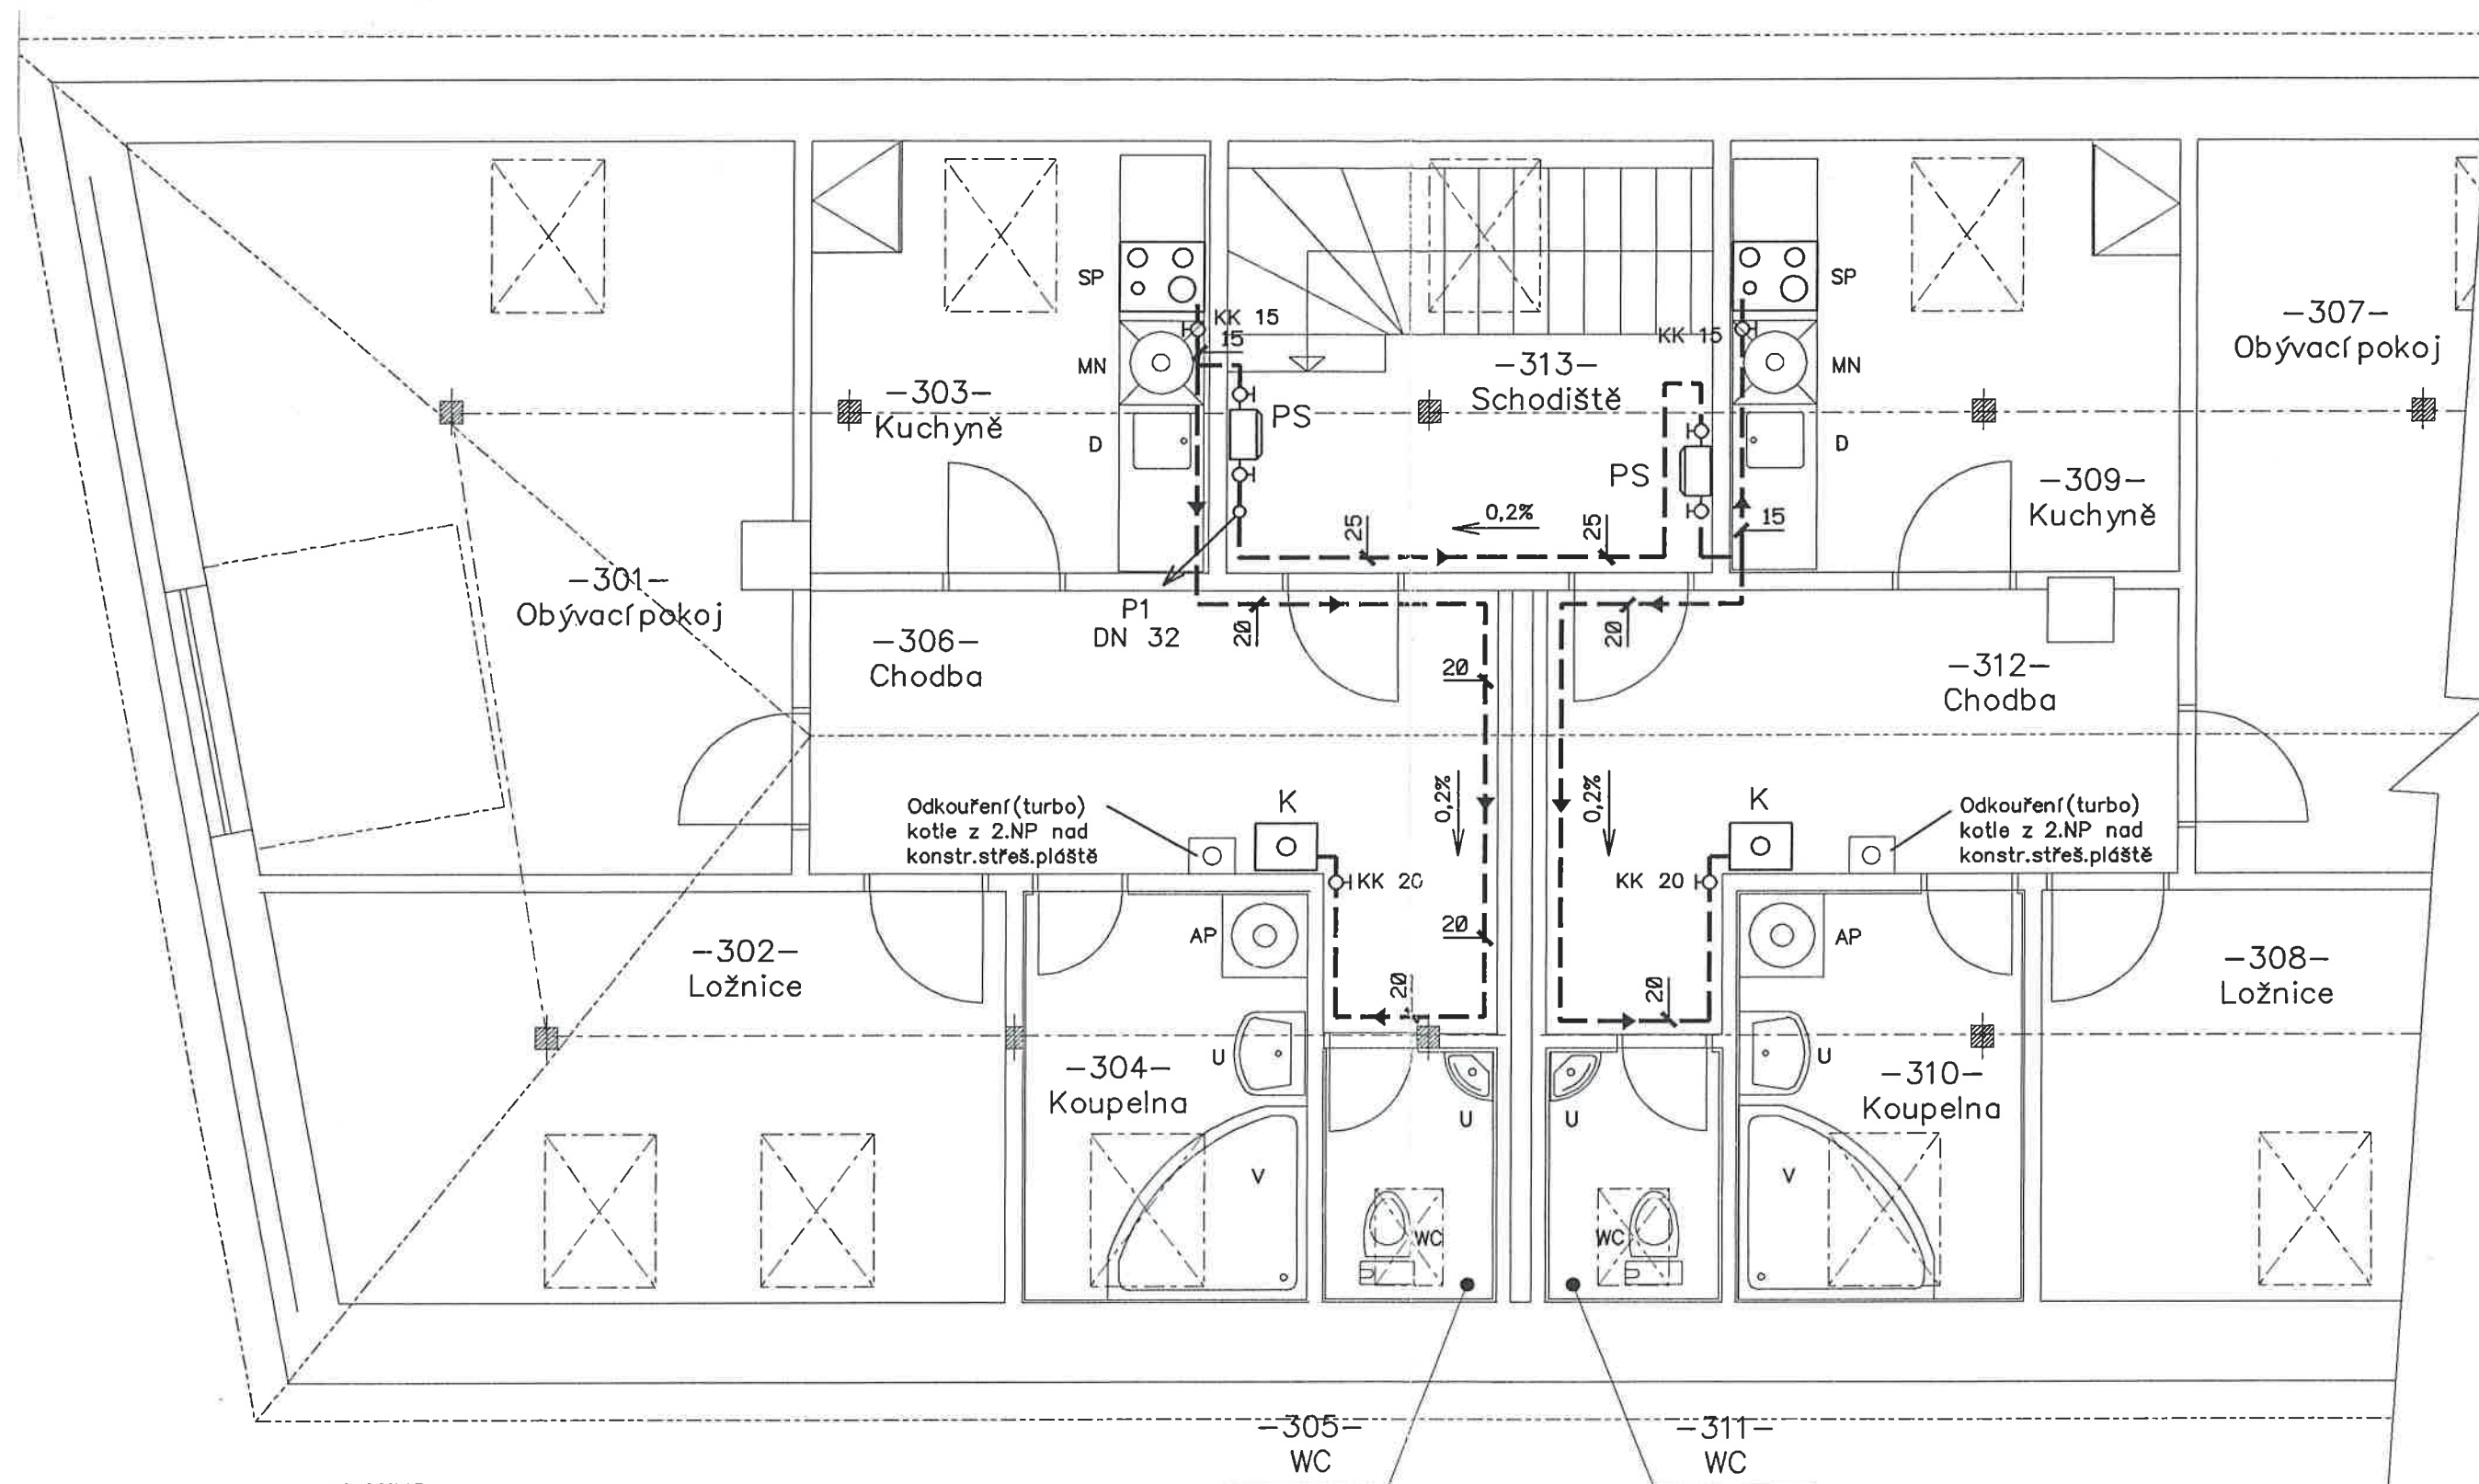 SP
KK 15
15
MN
D
PS
-303-
Kuchyně
-313-
Schodiště
KK 15
SP
MN
D
PS
15
-307-
Obývací pokoj
-309-
Kuchyně
25
0,2%
25
-301-
Obývací pokoj
P1
DN 32
20
20
-306-
Chodba
20
-312-
Chodba
Odkouření(turbo)
kotle z 2.NP nad
konstr.střeš.pláště
K
0,2%
0,2%
K
Odkouření(turbo)
kotle z 2.NP nad
konstr.střeš.pláště
KK 20
KK 20
-302-
Ložnice
AP
20
20
20
AP
-308-
Ložnice
U
-304-
Koupelna
U
U
U
-310-
Koupelna
V
WC
WC
V
-305-
WC
-311-
WC